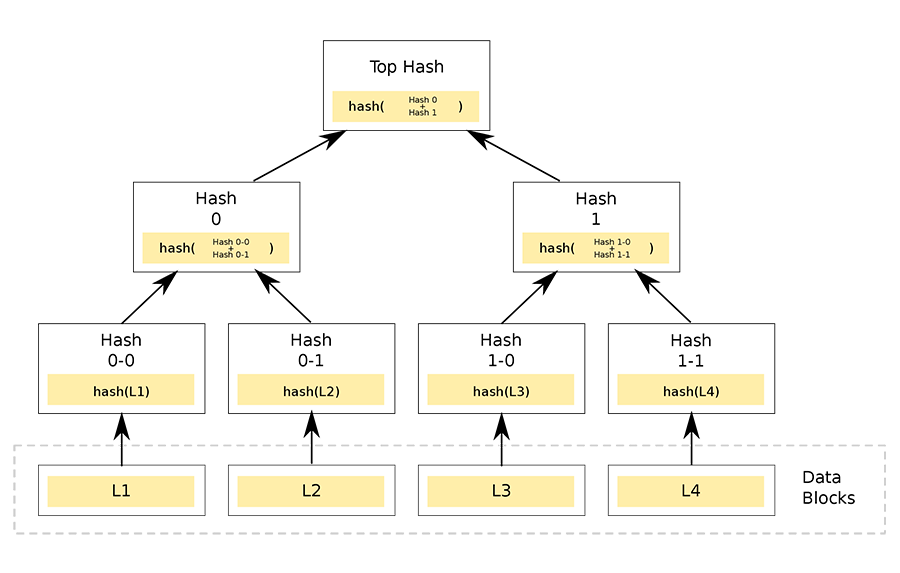 Top Hash
hash( Hash 0 + Hash 1 )
Hash
0
hash( Hash 0-0 + Hash 0-1 )
Hash
1
hash( Hash 1-0 + Hash 1-1 )
Hash
0-0
hash(L1)
Hash
0-1
hash(L2)
Hash
1-0
hash(L3)
Hash
1-1
hash(L4)
L1
L2
L3
L4
Data
Blocks